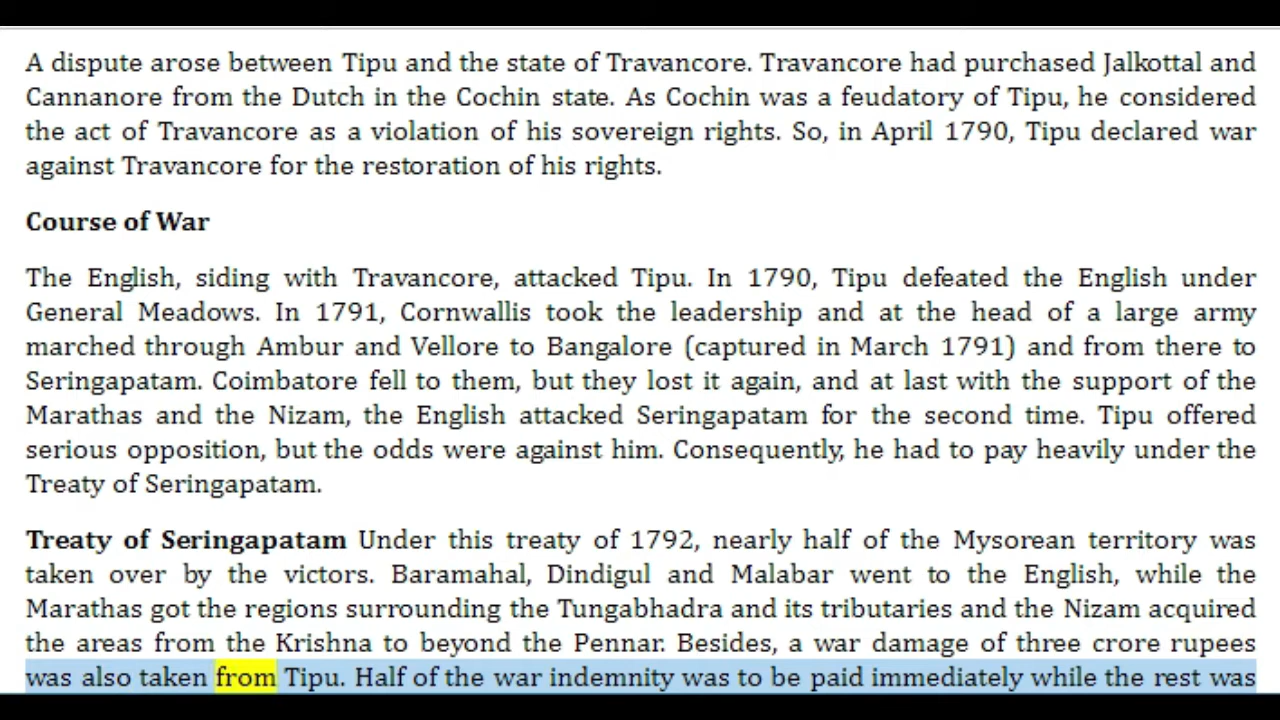 A dispute arose between Tipu and the state of Travancore. Travancore had purchased Jalkottal and
Cannanore from the Dutch in the Cochin state. As Cochin was a feudatory of Tipu, he considered
the act of Travancore as a violation of his sovereign rights. So, in April 1790, Tipu declared war
against Travancore for the restoration of his rights.
Course of War
The English, siding with Travancore, attacked Tipu. In 1790, Tipu defeated the English under
General Meadows. In 1791, Cornwallis took the leadership and at the head of a large army
marched through Ambur and Vellore to Bangalore (captured in March 1791) and from there to
Seringapatam. Coimbatore fell to them, but they lost it again, and at last with the support of the
Marathas and the Nizam, the English attacked Seringapatam for the second time. Tipu offered
serious opposition, but the odds were against him. Consequently, he had to pay heavily under the
Treaty of Seringapatam.
Treaty of Seringapatam Under this treaty of 1792, nearly half of the Mysorean territory was
taken over by the victors. Baramahal, Dindigul and Malabar went to the English, while the
Marathas got the regions surrounding the Tungabhadra and its tributaries and the Nizam acquired
the areas from the Krishna to beyond the Pennar. Besides, a war damage of three crore rupees
was also taken from Tipu. Half of the war indemnity was to be paid immediately while the rest was